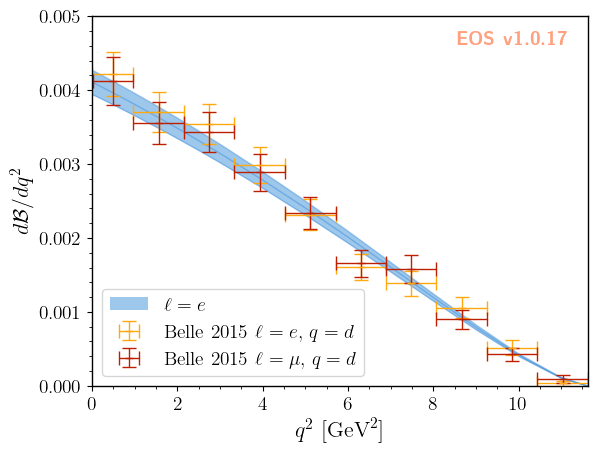 EOS v1.0.17
dℬ/dq²
0.005
0.004
0.003
0.002
0.001
0.000
ℓ = e
Belle 2015 ℓ = e, q = d
Belle 2015 ℓ = μ, q = d
0 2 4 6 8 10
q² [GeV²]